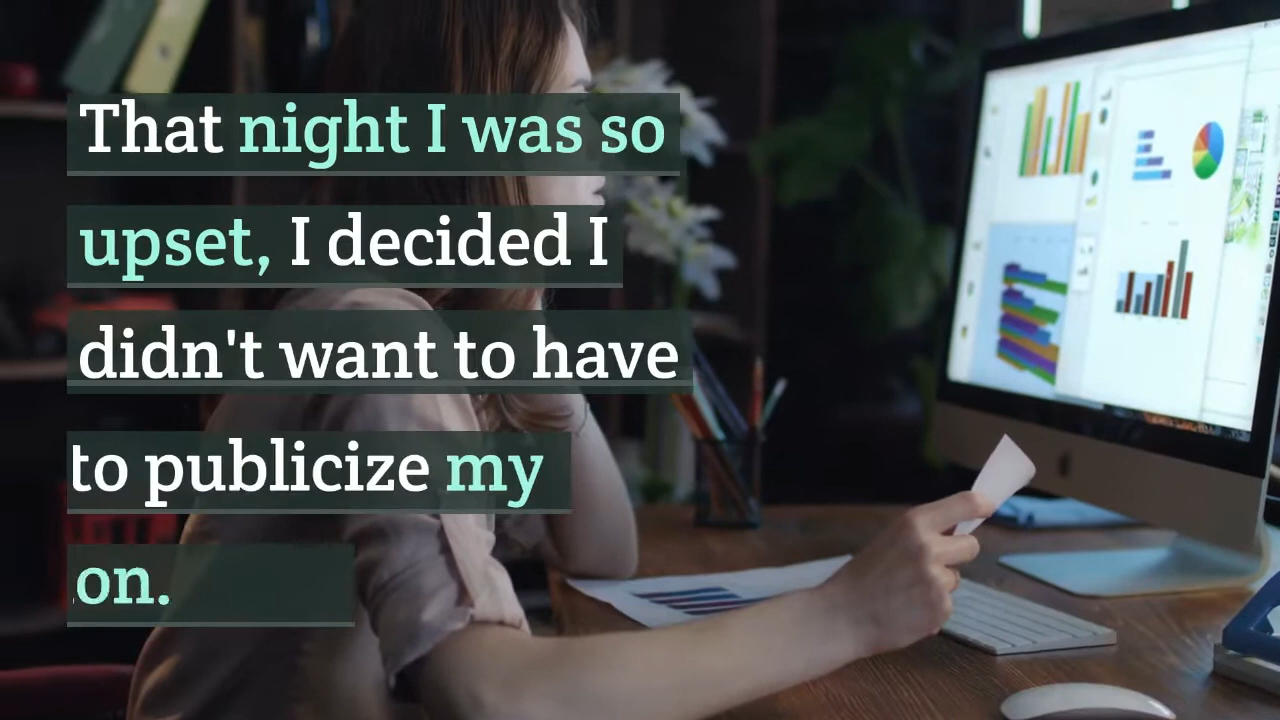 That night I was so
upset, I decided I
didn't want to have
to publicize my
on.